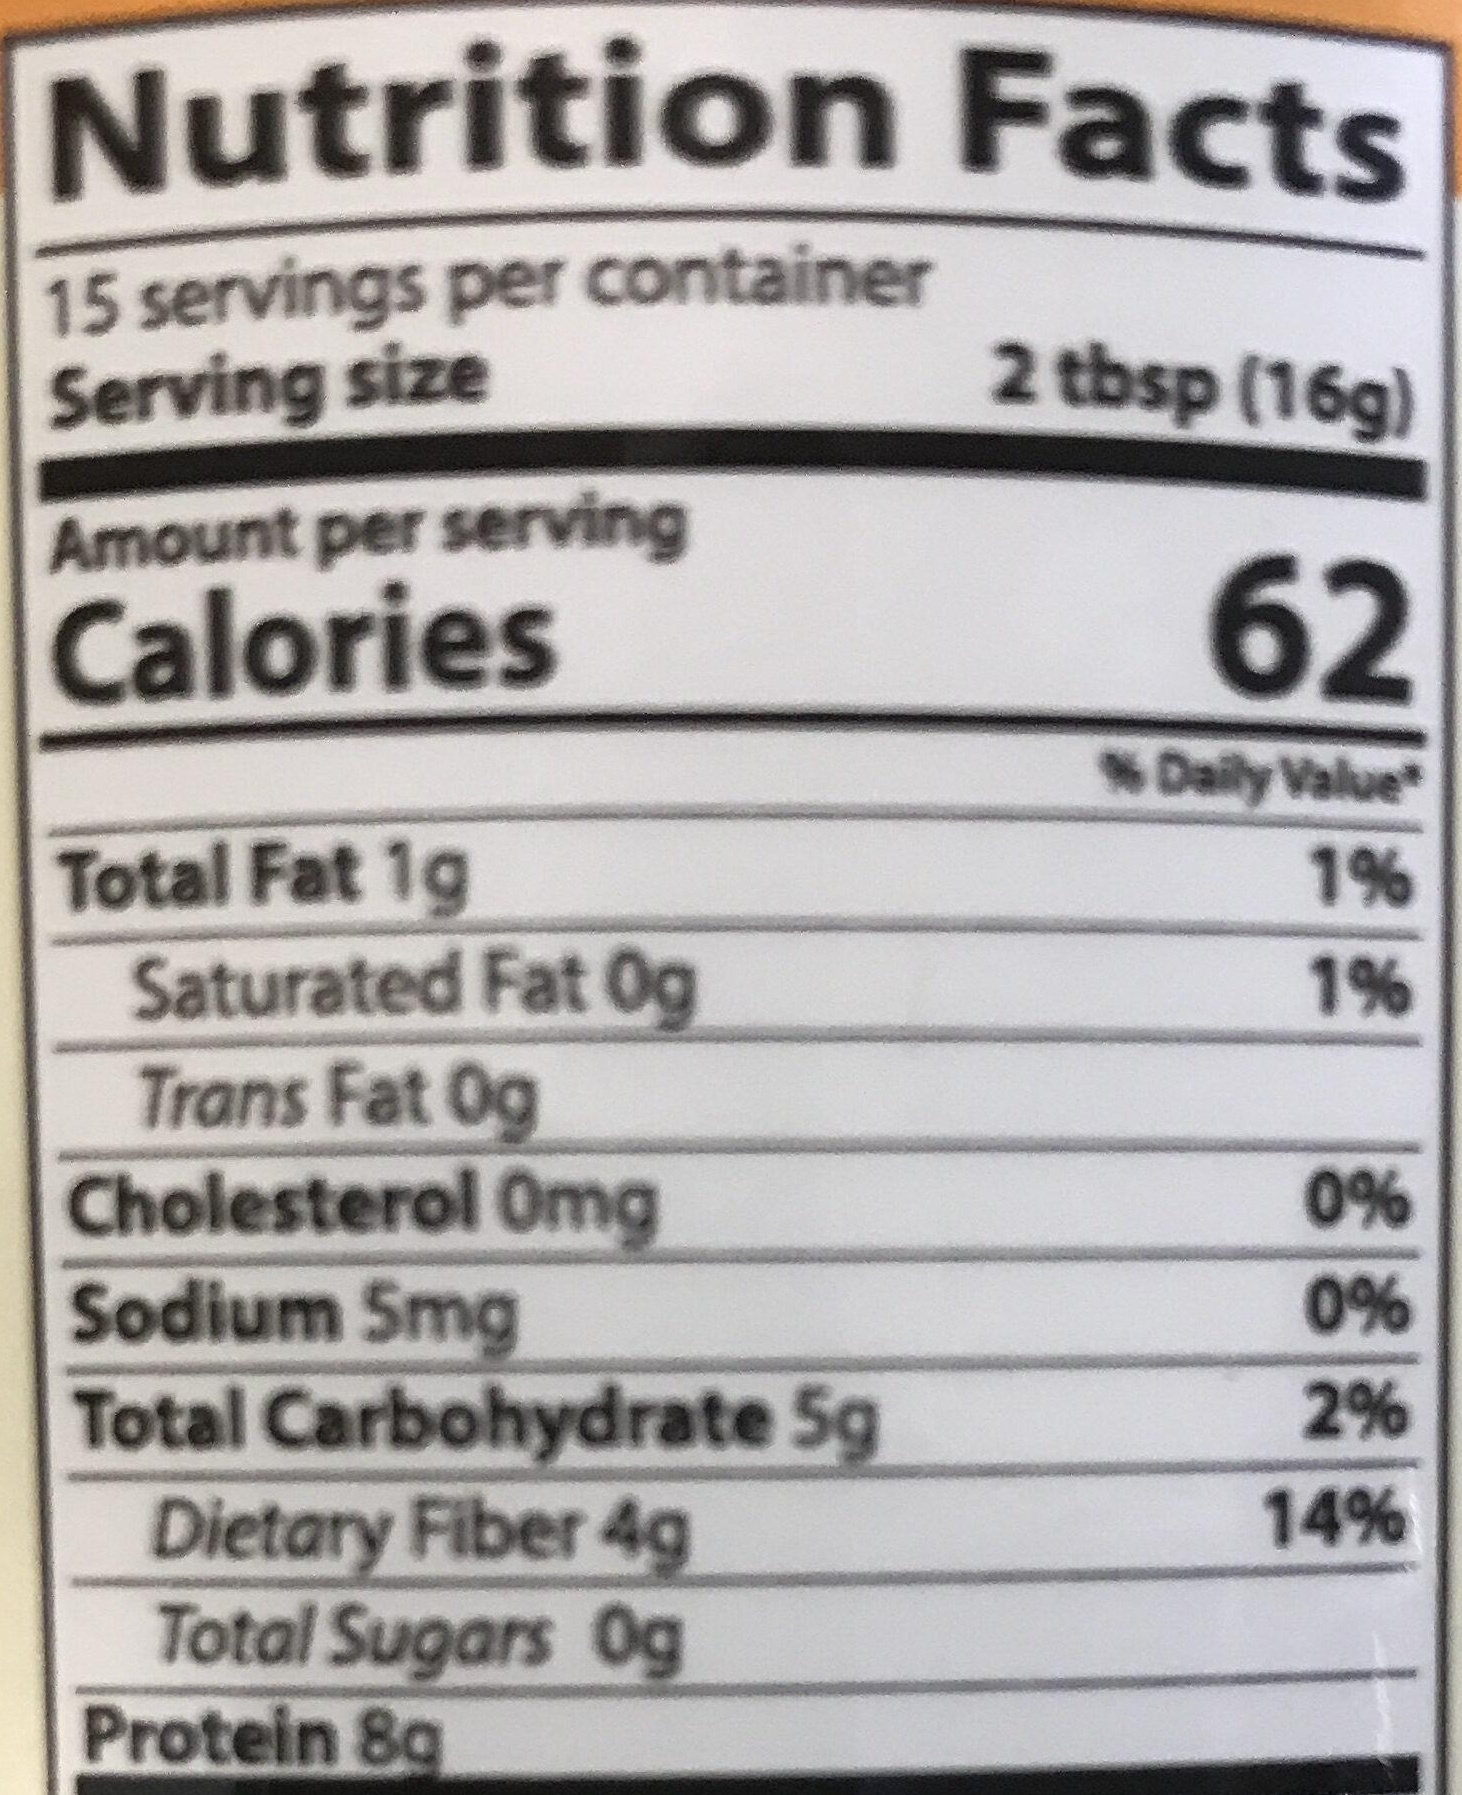 Nutrition Facts
15 servings per container
Serving size 2 tbsp (16g)
Amount per serving
Calories 62
% Daily Value*
Total Fat 1g 1%
Saturated Fat 0g 1%
Trans Fat 0g
Cholesterol 0mg 0%
Sodium 5mg 0%
Total Carbohydrate 5g 2%
Dietary Fiber 4g 14%
Total Sugars 0g
Protein 8g